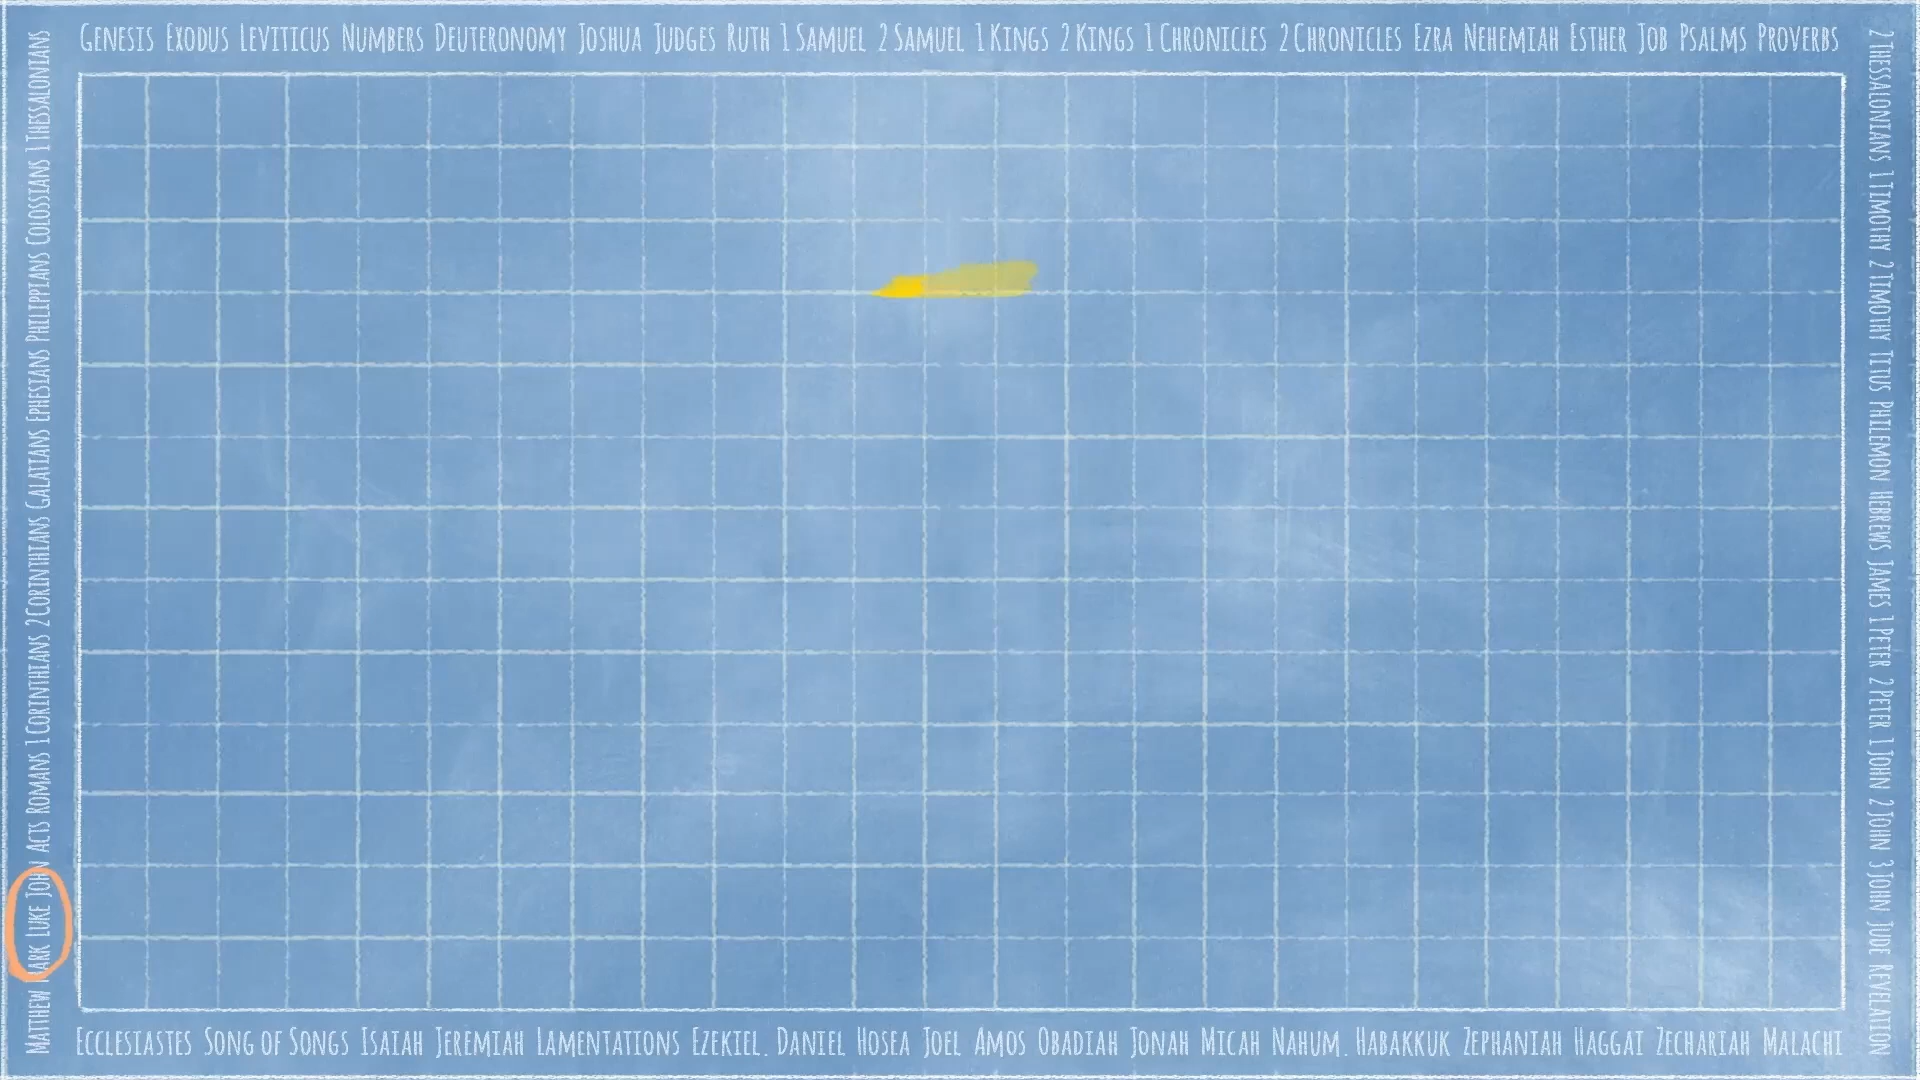 Genesis Exodus Leviticus Numbers Deuteronomy Joshua Judges Ruth 1 Samuel 2 Samuel 1 Kings 2 Kings 1 Chronicles 2 Chronicles Ezra Nehemiah Esther Job Psalms Proverbs
Ecclesiastes Song of Songs Isaiah Jeremiah Lamentations Ezekiel. Daniel Hosea Joel Amos Obadiah Jonah Micah Nahum. Habakkuk Zephaniah Haggai Zechariah Malachi
Matthew Mark Luke John Acts Romans 1 Corinthians 2 Corinthians Galatians Ephesians Philippians Colossians 1 Thessalonians
2 Thessalonians 1 Timothy 2 Timothy Titus Philemon Hebrews James 1 Peter 2 Peter 1 John 2 John 3 John Jude Revelation